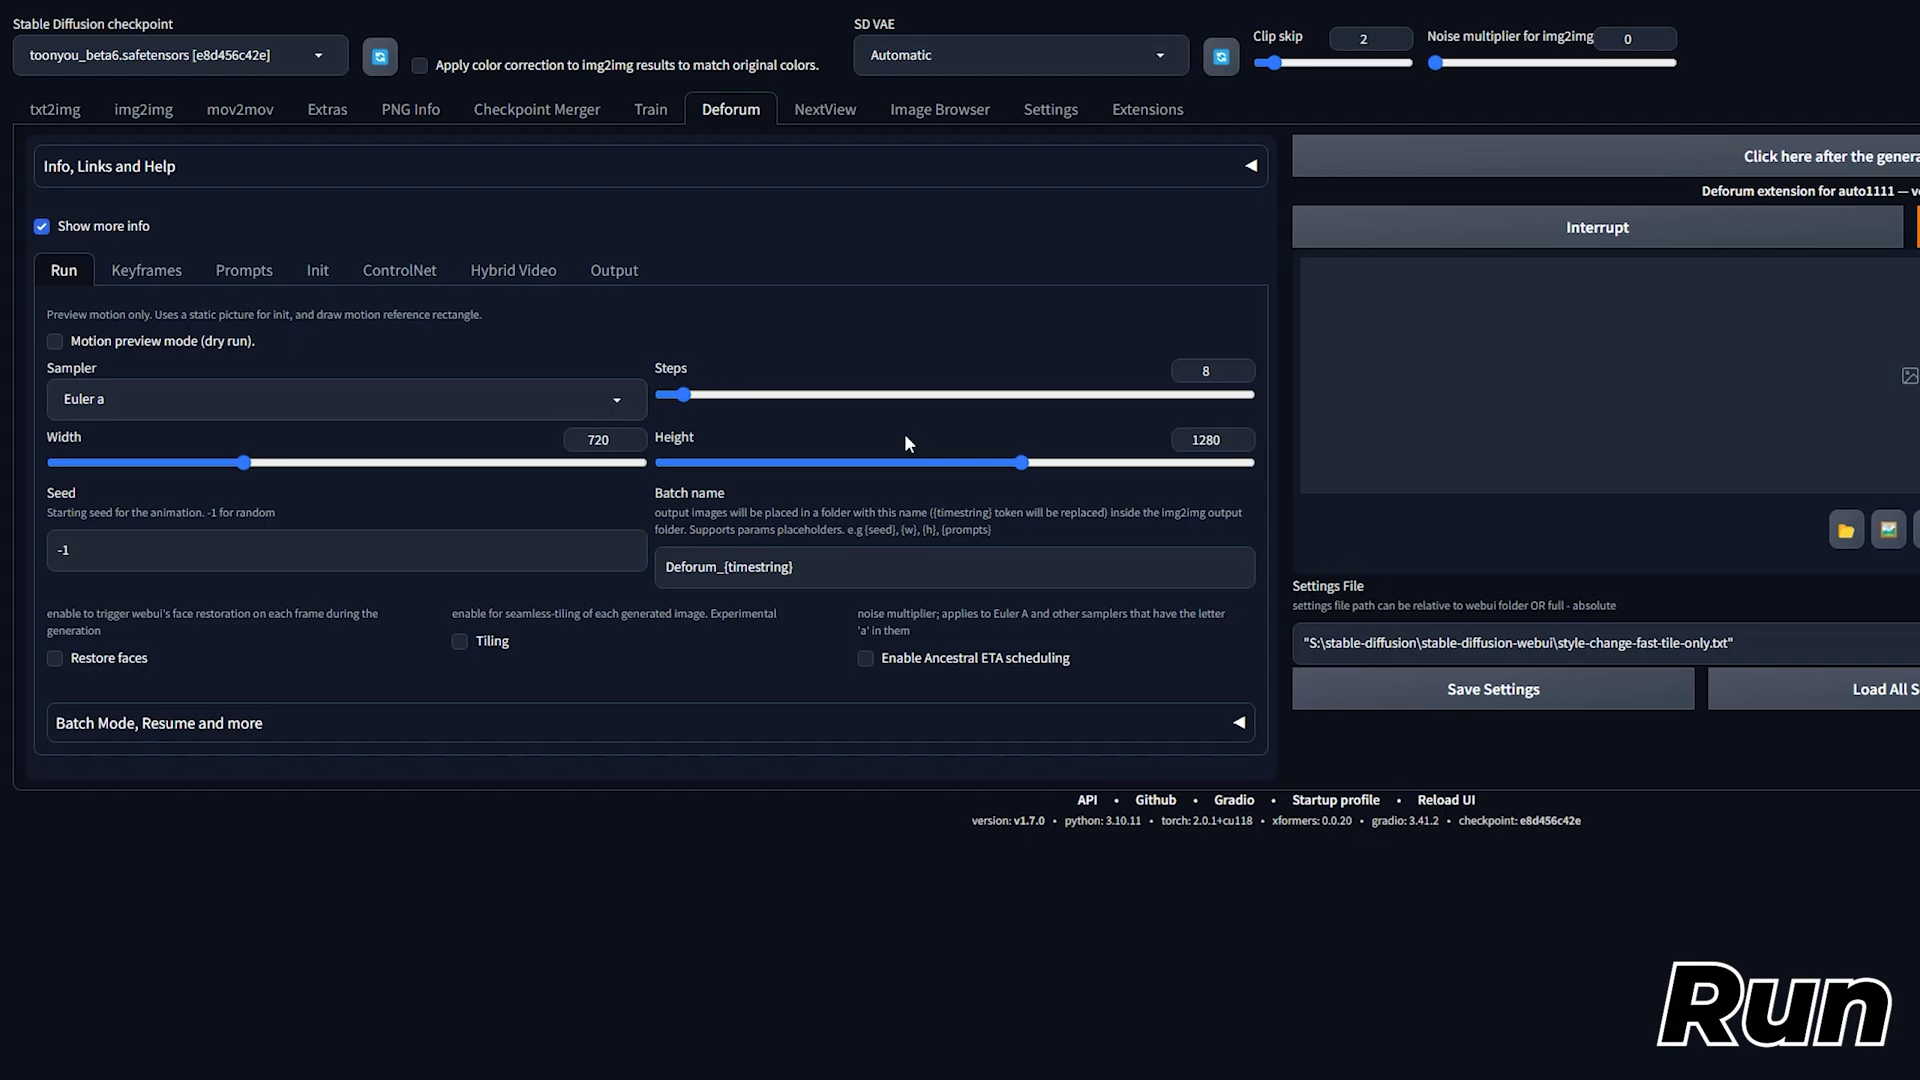 Stable Diffusion checkpoint
toonyou_beta6.safetensors [e8d456c42e]
Apply color correction to img2img results to match original colors.
SD VAE
Automatic
Clip skip
2
Noise multiplier for img2img
0
txt2img
img2img
mov2mov
Extras
PNG Info
Checkpoint Merger
Train
Deforum
NextView
Image Browser
Settings
Extensions
Info, Links and Help
Show more info
Run
Keyframes
Prompts
Init
ControlNet
Hybrid Video
Output
Preview motion only. Uses a static picture for init, and draw motion reference rectangle.
Motion preview mode (dry run).
Sampler
Euler a
Steps
8
Width
720
Height
1280
Seed
Starting seed for the animation. -1 for random
-1
Batch name
output images will be placed in a folder with this name ({timestring} token will be replaced) inside the img2img output
folder. Supports params placeholders. e.g {seed}, {w}, {h}, {prompts}
Deforum_{timestring}
enable to trigger webui's face restoration on each frame during the
generation
Restore faces
enable for seamless-tiling of each generated image. Experimental
Tiling
noise multiplier; applies to Euler A and other samplers that have the letter
'a' in them
Enable Ancestral ETA scheduling
Batch Mode, Resume and more
Click here after the genera
Deforum extension for auto1111 — v
Interrupt
Settings File
settings file path can be relative to webui folder OR full - absolute
"S:\stable-diffusion\stable-diffusion-webui\style-change-fast-tile-only.txt"
Save Settings
Load All S
API • Github • Gradio • Startup profile • Reload UI
version: v1.7.0 • python: 3.10.11 • torch: 2.0.1+cu118 • xformers: 0.0.20 • gradio: 3.41.2 • checkpoint: e8d456c42e
Run